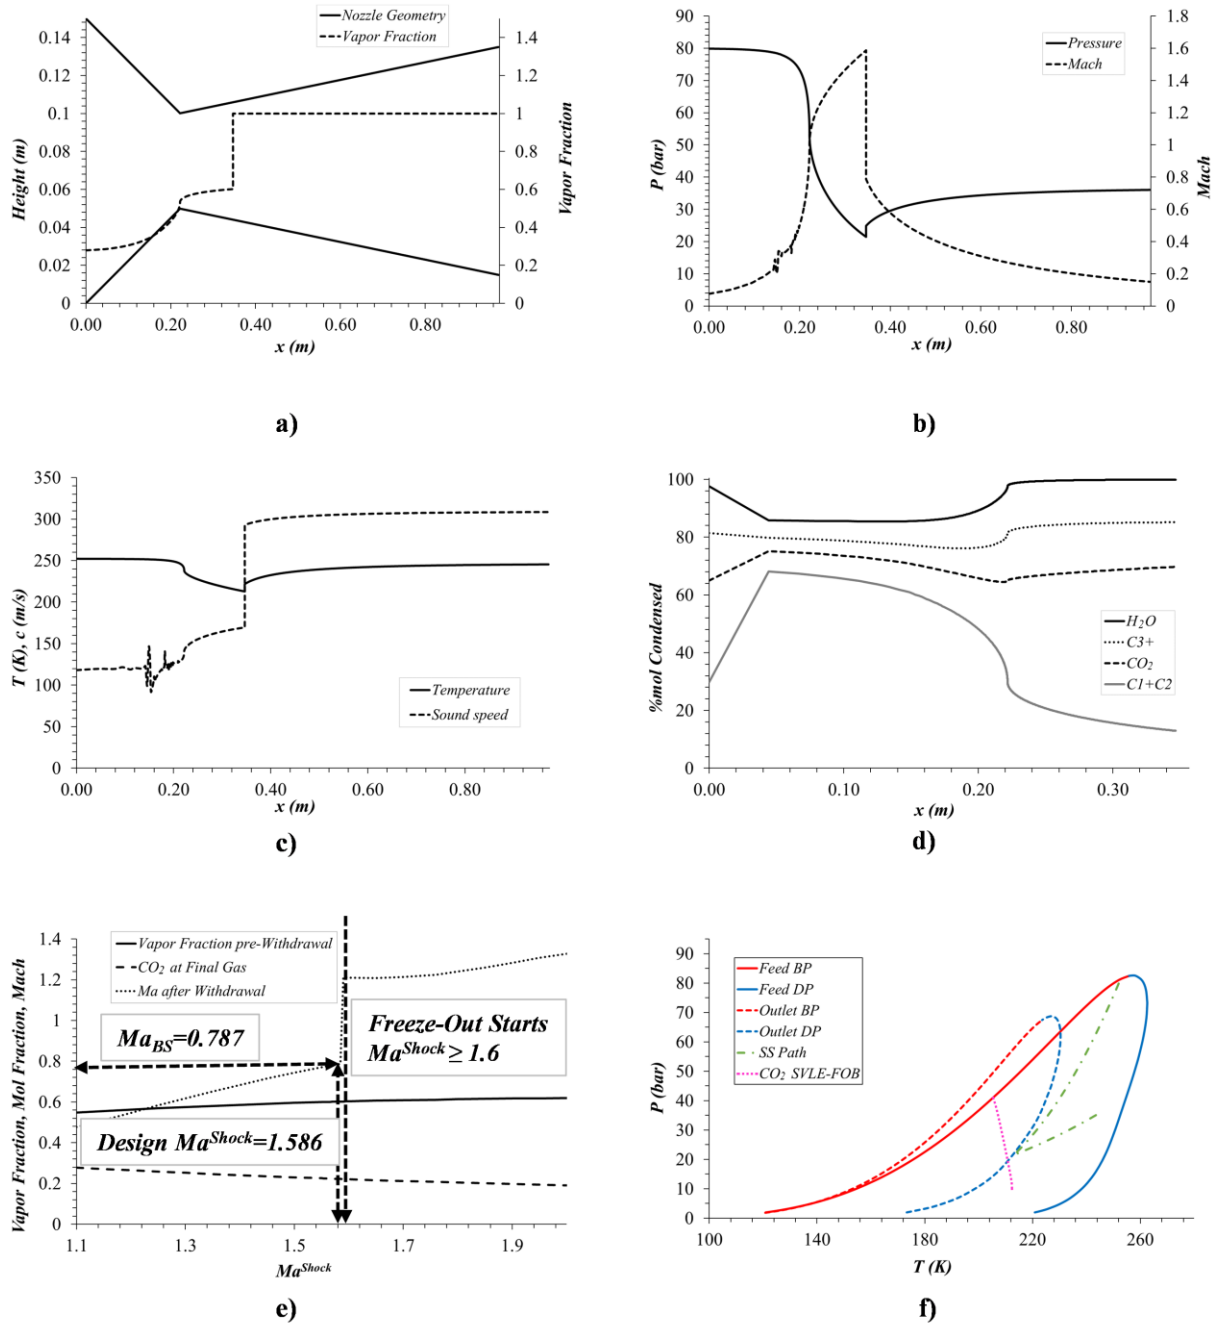 Nozzle Geometry
Vapor Fraction
0.14
0.12
0.1
0.08
0.06
0.04
0.02
0
Height (m)
1.4
1.2
1
0.8
0.6
0.4
0.2
0
Vapor Fraction
0.00 0.20 0.40 0.60 0.80
x (m)
a)
Pressure
Mach
90
80
70
60
50
40
30
20
10
0
P (bar)
1.8
1.6
1.4
1.2
1
0.8
0.6
0.4
0.2
0
Mach
0.00 0.20 0.40 0.60 0.80
x (m)
b)
350
300
250
200
150
100
50
0
T (K), c (m/s)
Temperature
Sound speed
0.00 0.20 0.40 0.60 0.80
x (m)
c)
100
80
60
40
20
0
%mol Condensed
H2O
C3+
CO2
C1+C2
0.00 0.10 0.20 0.30
x (m)
d)
Vapor Fraction pre-Withdrawal
CO2 at Final Gas
Ma after Withdrawal
1.4
1.2
1
0.8
0.6
0.4
0.2
0
Vapor Fraction, Mol Fraction, Mach
MaBS=0.787
Freeze-Out Starts
MaShock ≥ 1.6
Design MaShock=1.586
1.1 1.3 1.5 1.7 1.9
MaShock
e)
90
80
70
60
50
40
30
20
10
0
P (bar)
Feed BP
Feed DP
Outlet BP
Outlet DP
SS Path
CO2 SVLE-FOB
100 140 180 220 260
T (K)
f)